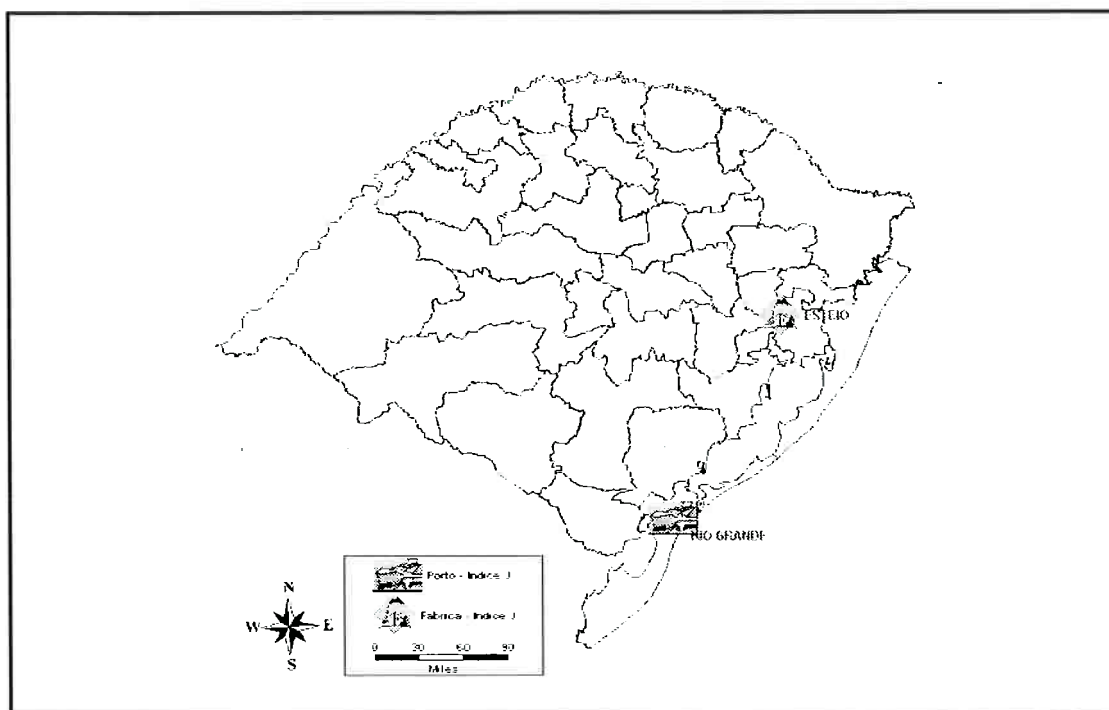 ESTEIO
RIO GRANDE
Porto - Indice J
Fabrica - Indice J
N
W E
S
0 30 60 90
Miles